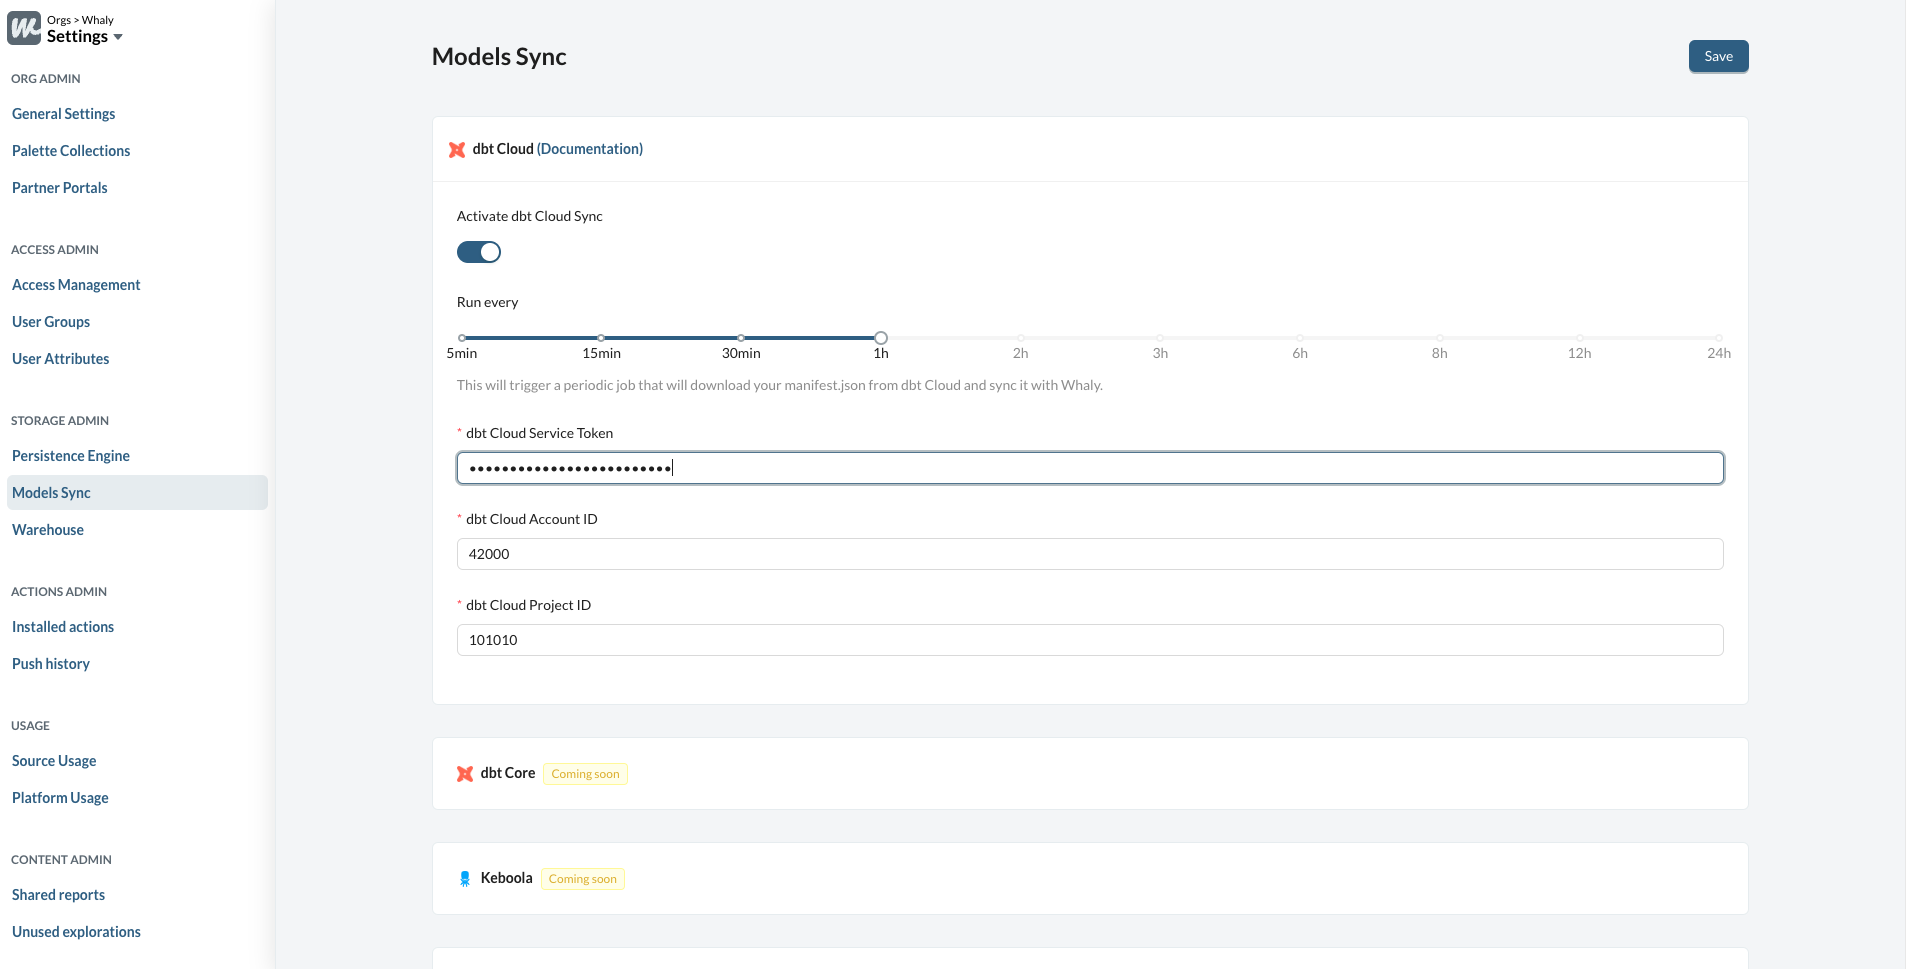 Orgs > Whaly
Settings
ORG ADMIN
General Settings
Palette Collections
Partner Portals
ACCESS ADMIN
Access Management
User Groups
User Attributes
STORAGE ADMIN
Persistence Engine
Models Sync
Warehouse
ACTIONS ADMIN
Installed actions
Push history
USAGE
Source Usage
Platform Usage
CONTENT ADMIN
Shared reports
Unused explorations
Models Sync
Save
dbt Cloud (Documentation)
Activate dbt Cloud Sync
Run every
5min 15min 30min 1h 2h 3h 6h 8h 12h 24h
This will trigger a periodic job that will download your manifest.json from dbt Cloud and sync it with Whaly.
* dbt Cloud Service Token
•••••••••••••••••••••••••
* dbt Cloud Account ID
42000
* dbt Cloud Project ID
101010
dbt Core Coming soon
Keboola Coming soon